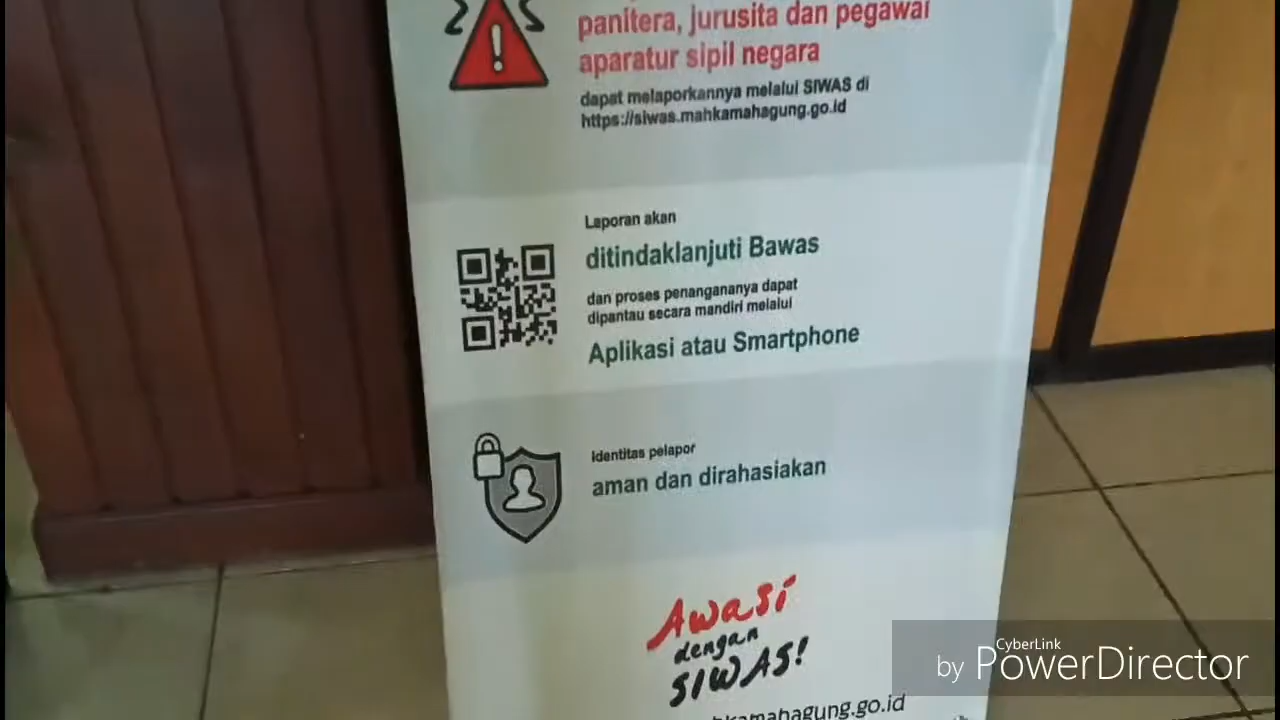 panitera, jurusita dan pegawai
aparatur sipil negara
dapat melaporkannya melalui SIWAS di
https://siwas.mahkamahagung.go.id
Laporan akan
ditindaklanjuti Bawas
dan proses penangananya dapat
dipantau secara mandiri melalui
Aplikasi atau Smartphone
Identitas pelapor
aman dan dirahasiakan
Awasi
dengan
SIWAS!
hkamahagung.go.id
CyberLink
by PowerDirector